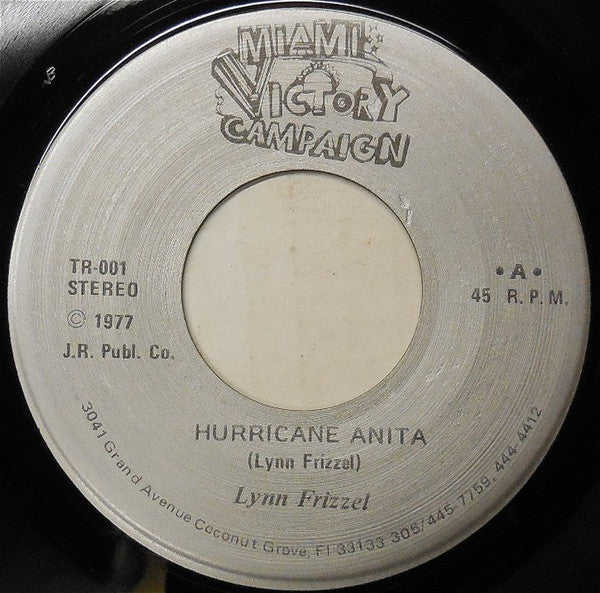 MIAMI
VICTORY
CAMPAIGN
TR-001
STEREO
© 1977
J.R. Publ. Co.
• A •
45 R.P.M.
HURRICANE ANITA
(Lynn Frizzel)
Lynn Frizzel
3041 Grand Avenue Coconut Grove, Fl 33133 305/445 7759, 444 4412